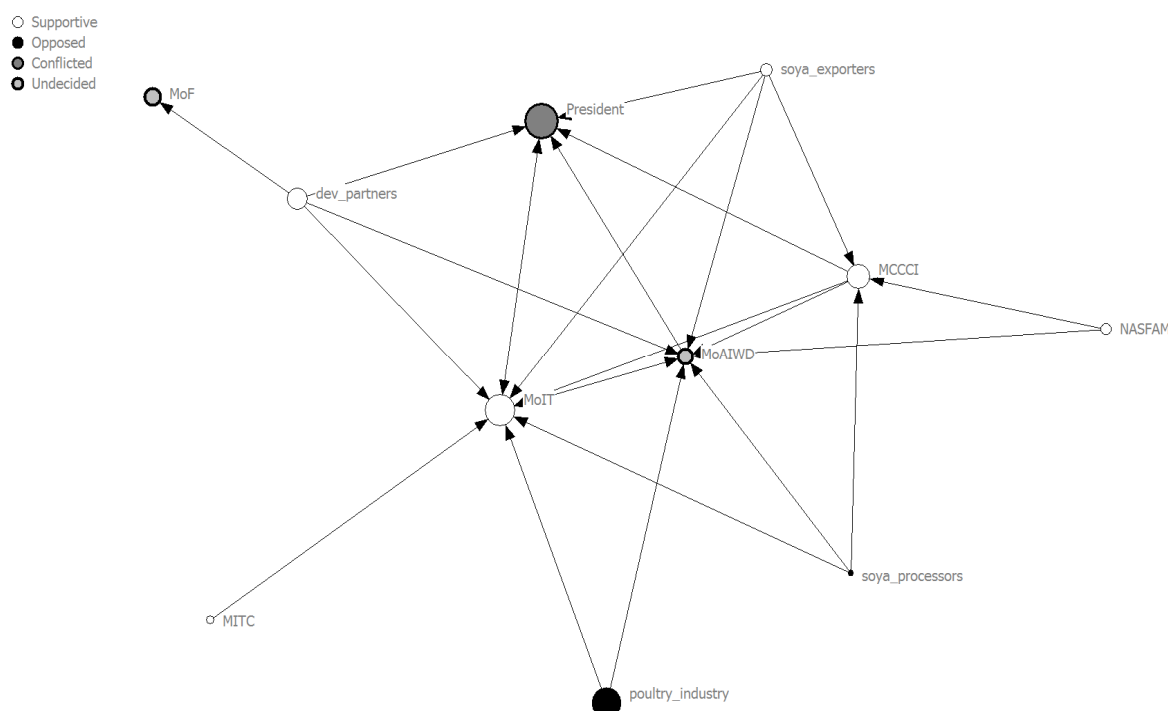 Supportive
Opposed
Conflicted
Undecided
soya_exporters
MoF
President
dev_partners
MCCCI
NASFAM
MoAIWD
MoIT
soya_processors
MITC
poultry_industry